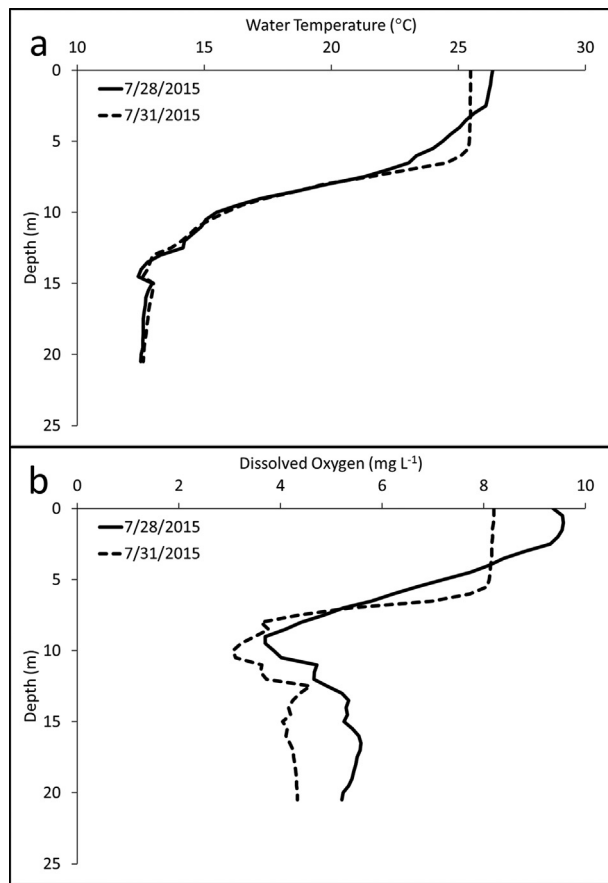 a
Water Temperature (°C)
10 15 20 25 30
0
5
10
15
20
25
Depth (m)
7/28/2015
7/31/2015
b
Dissolved Oxygen (mg L⁻¹)
0 2 4 6 8 10
0
5
10
15
20
25
Depth (m)
7/28/2015
7/31/2015